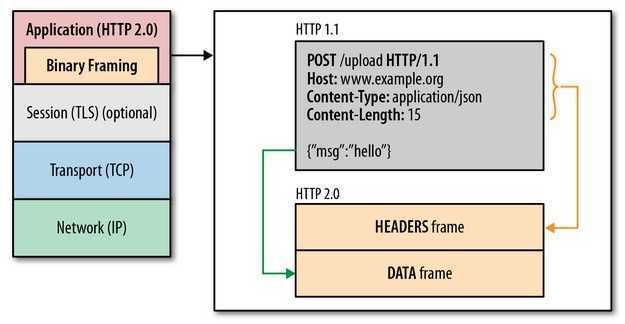 Application (HTTP 2.0)
Binary Framing
Session (TLS) (optional)
Transport (TCP)
Network (IP)
HTTP 1.1
POST /upload HTTP/1.1
Host: www.example.org
Content-Type: application/json
Content-Length: 15
{"msg":"hello"}
HTTP 2.0
HEADERS frame
DATA frame